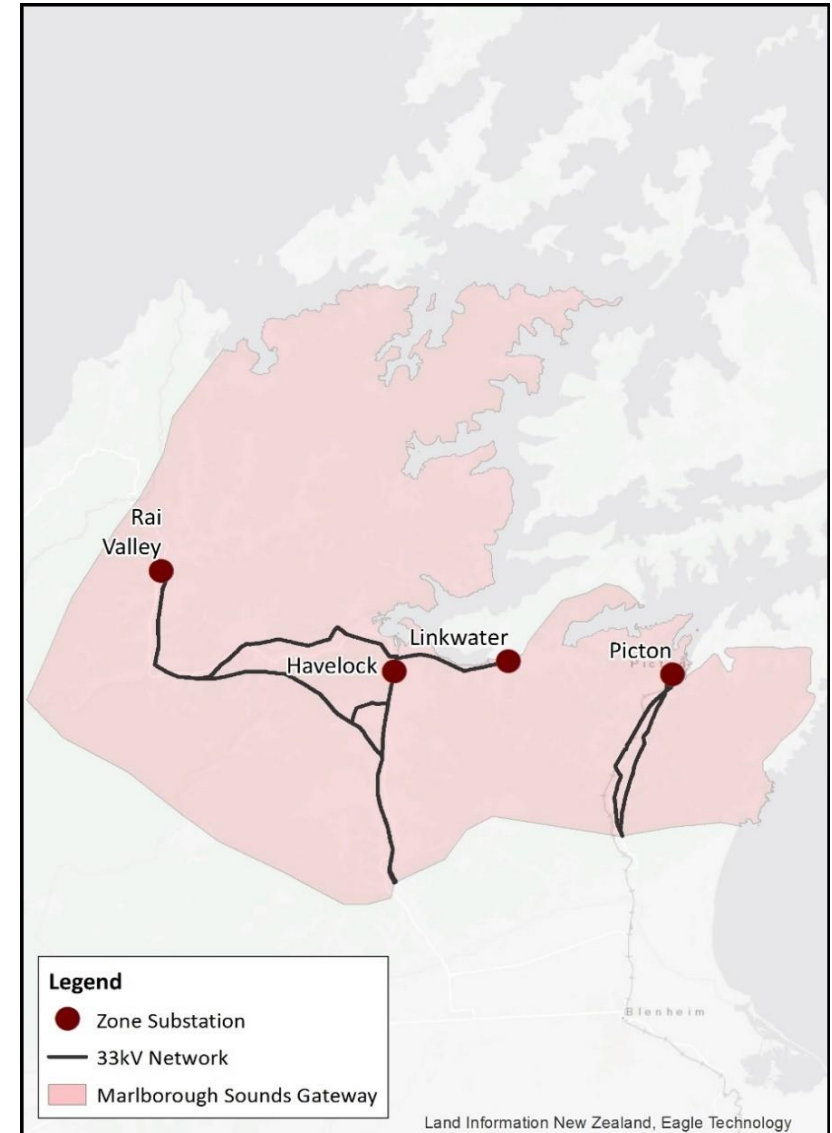 Rai
Valley
Linkwater
Havelock
Picton
Blenheim
Legend
Zone Substation
33kV Network
Marlborough Sounds Gateway
Land Information New Zealand, Eagle Technology